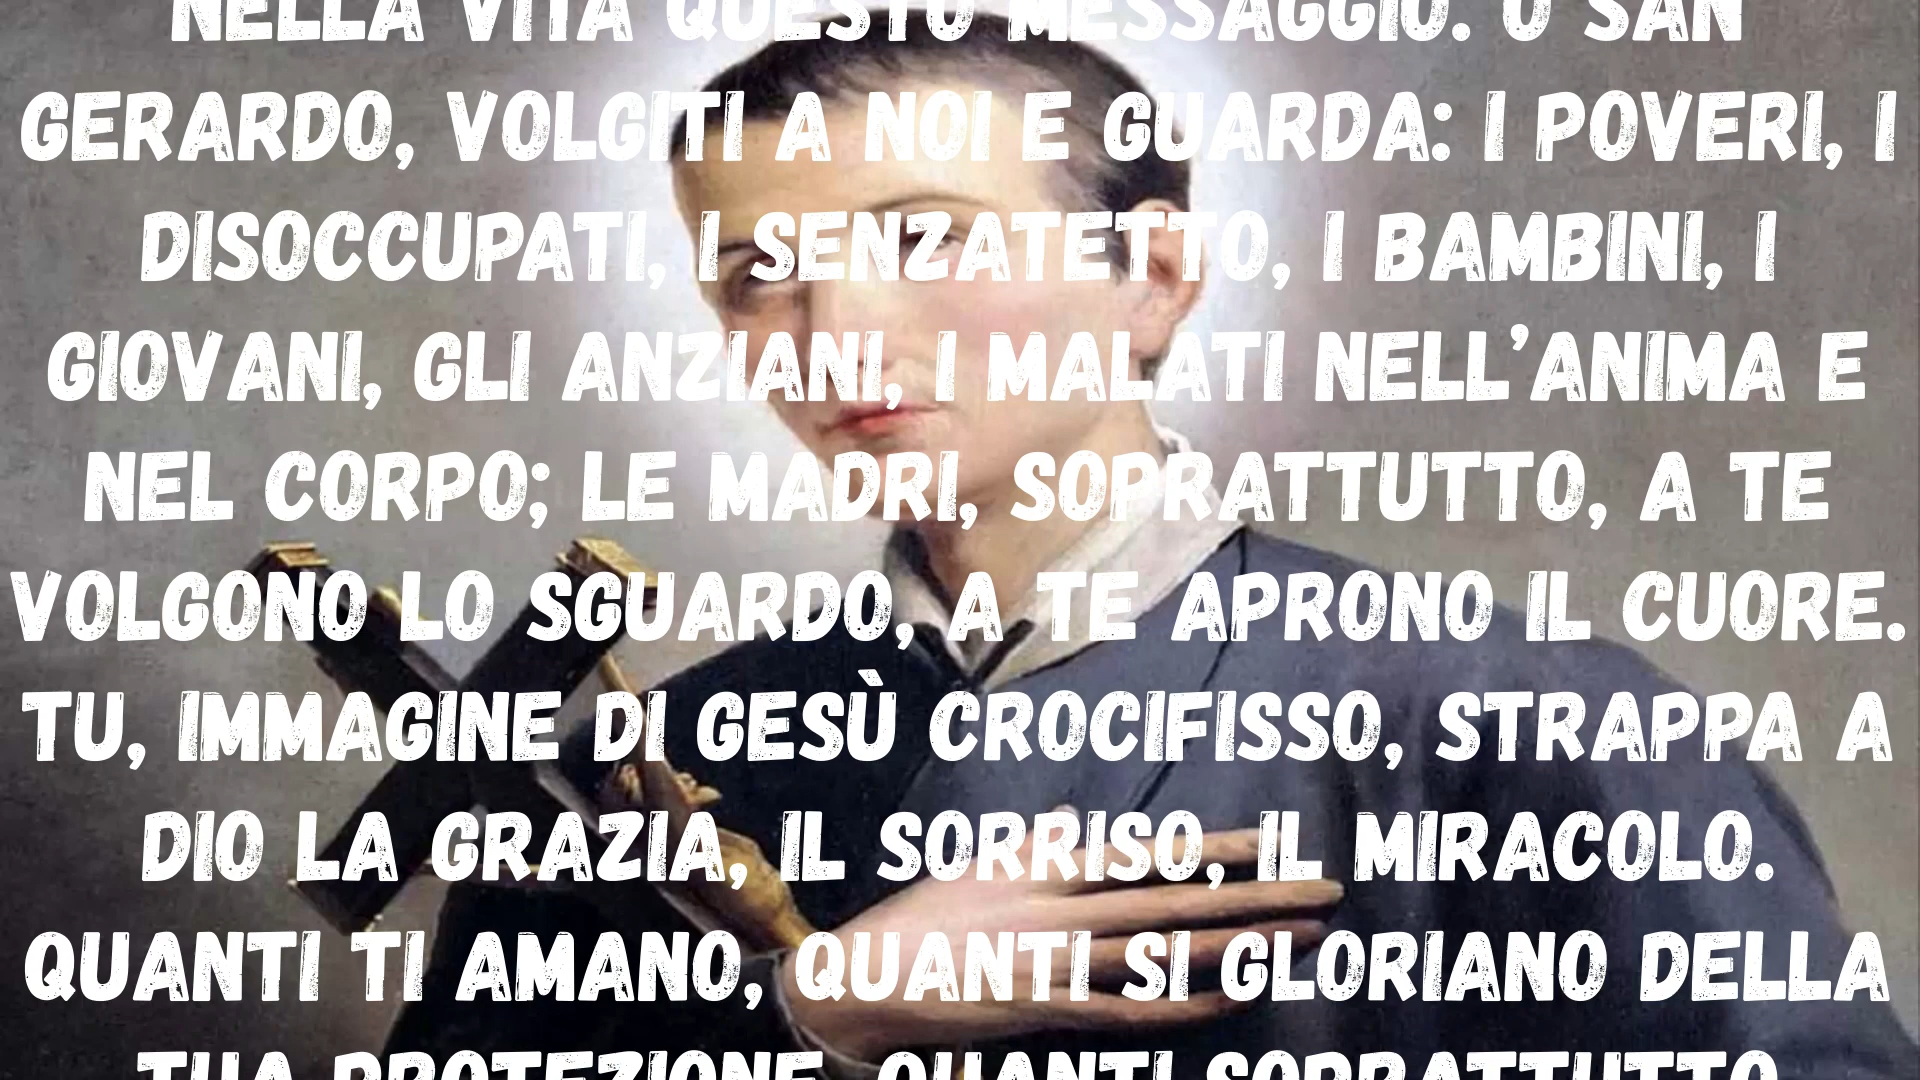 NELLA VITA QUESTO MESSAGGIO. O SAN
GERARDO, VOLGITI A NOI E GUARDA: I POVERI, I
DISOCCUPATI, I SENZATETTO, I BAMBINI, I
GIOVANI, GLI ANZIANI, I MALATI NELL'ANIMA E
NEL CORPO; LE MADRI, SOPRATTUTTO, A TE
VOLGONO LO SGUARDO, A TE APRONO IL CUORE.
TU, IMMAGINE DI GESÙ CROCIFISSO, STRAPPA A
DIO LA GRAZIA, IL SORRISO, IL MIRACOLO.
QUANTI TI AMANO, QUANTI SI GLORIANO DELLA
TUA PROTEZIONE, QUANTI SOPRATTUTTO